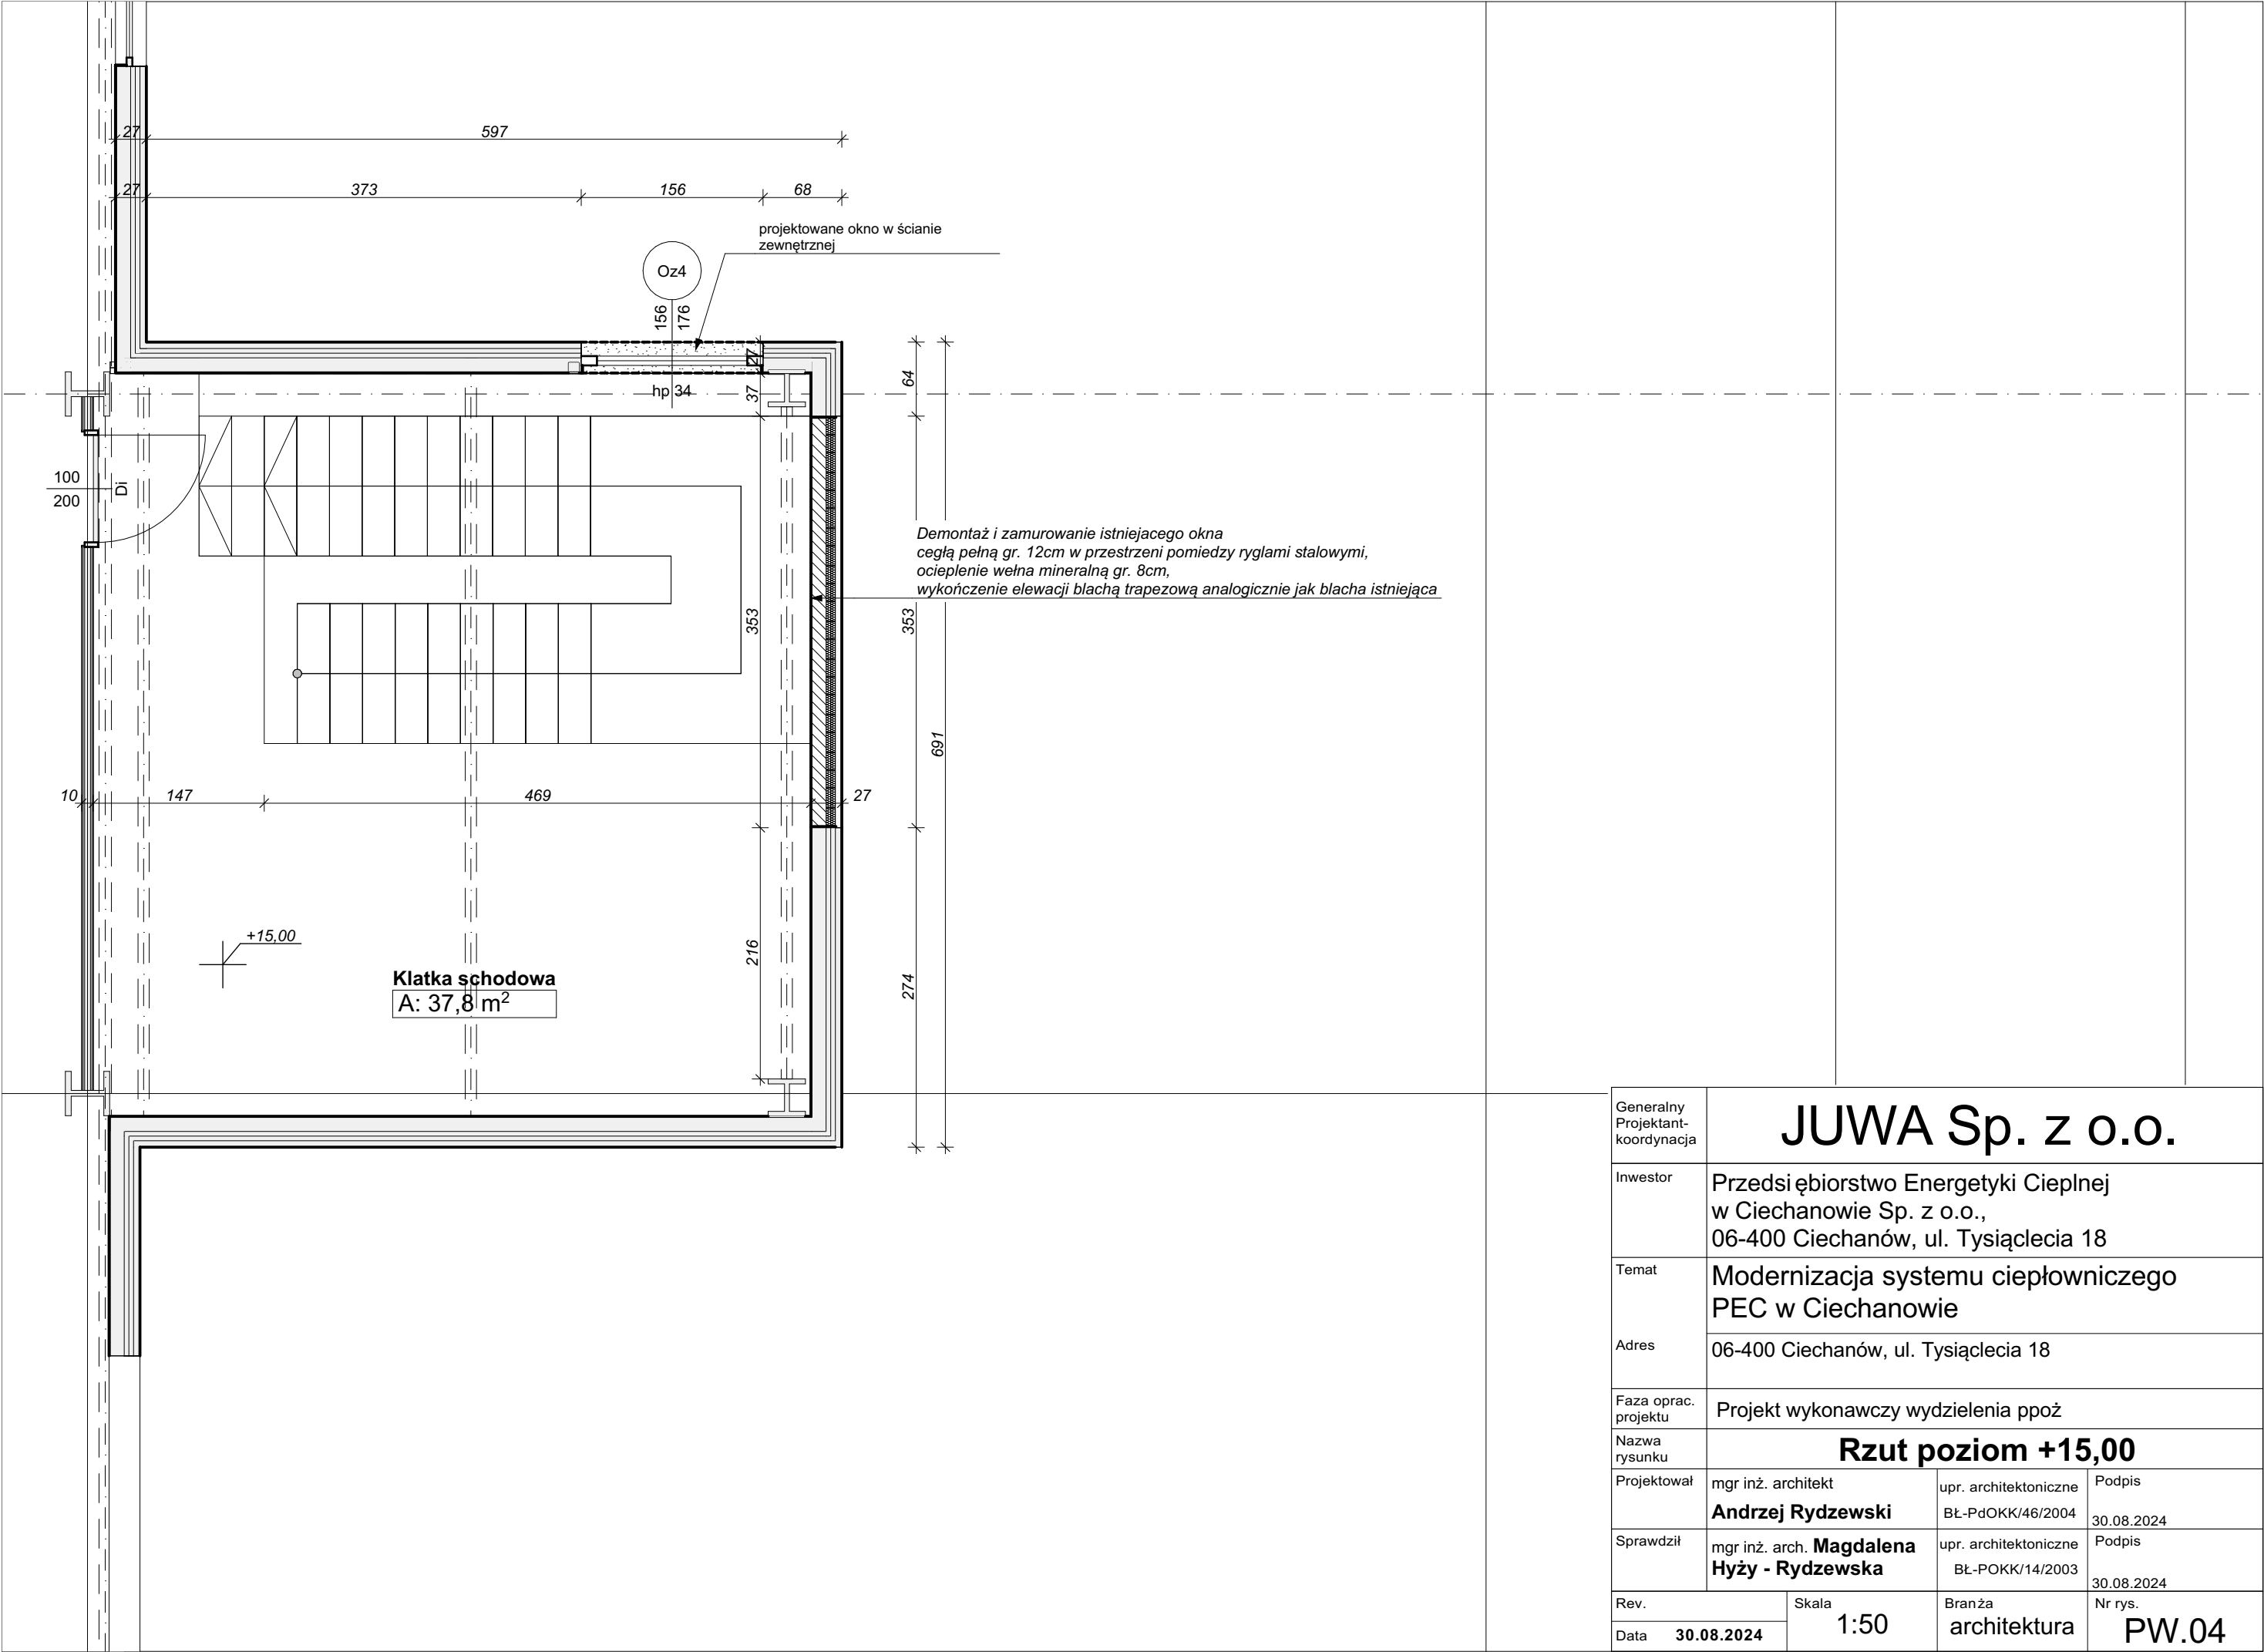 27
597
27
373
156
68
projektowane okno w ścianie
zewnętrznej
Oz4
156
176
27
37
hp 34
64
100
200
Di
Demontaż i zamurowanie istniejacego okna
cegłą pełną gr. 12cm w przestrzeni pomiedzy ryglami stalowymi,
ocieplenie wełna mineralną gr. 8cm,
wykończenie elewacji blachą trapezową analogicznie jak blacha istniejąca
353
353
691
10
147
469
27
216
274
+15,00
Klatka schodowa
A: 37,8 m²
Generalny
Projektant-
koordynacja
JUWA Sp. z o.o.
Inwestor
Przedsiębiorstwo Energetyki Cieplnej
w Ciechanowie Sp. z o.o.,
06-400 Ciechanów, ul. Tysiąclecia 18
Temat
Modernizacja systemu ciepłowniczego
PEC w Ciechanowie
Adres
06-400 Ciechanów, ul. Tysiąclecia 18
Faza oprac.
projektu
Projekt wykonawczy wydzielenia ppoż
Nazwa
rysunku
Rzut poziom +15,00
Projektował
mgr inż. architekt
Andrzej Rydzewski
upr. architektoniczne
BŁ-PdOKK/46/2004
Podpis
30.08.2024
Sprawdził
mgr inż. arch. Magdalena
Hyży - Rydzewska
upr. architektoniczne
BŁ-POKK/14/2003
Podpis
30.08.2024
Rev.
Data 30.08.2024
Skala
1:50
Branża
architektura
Nr rys.
PW.04